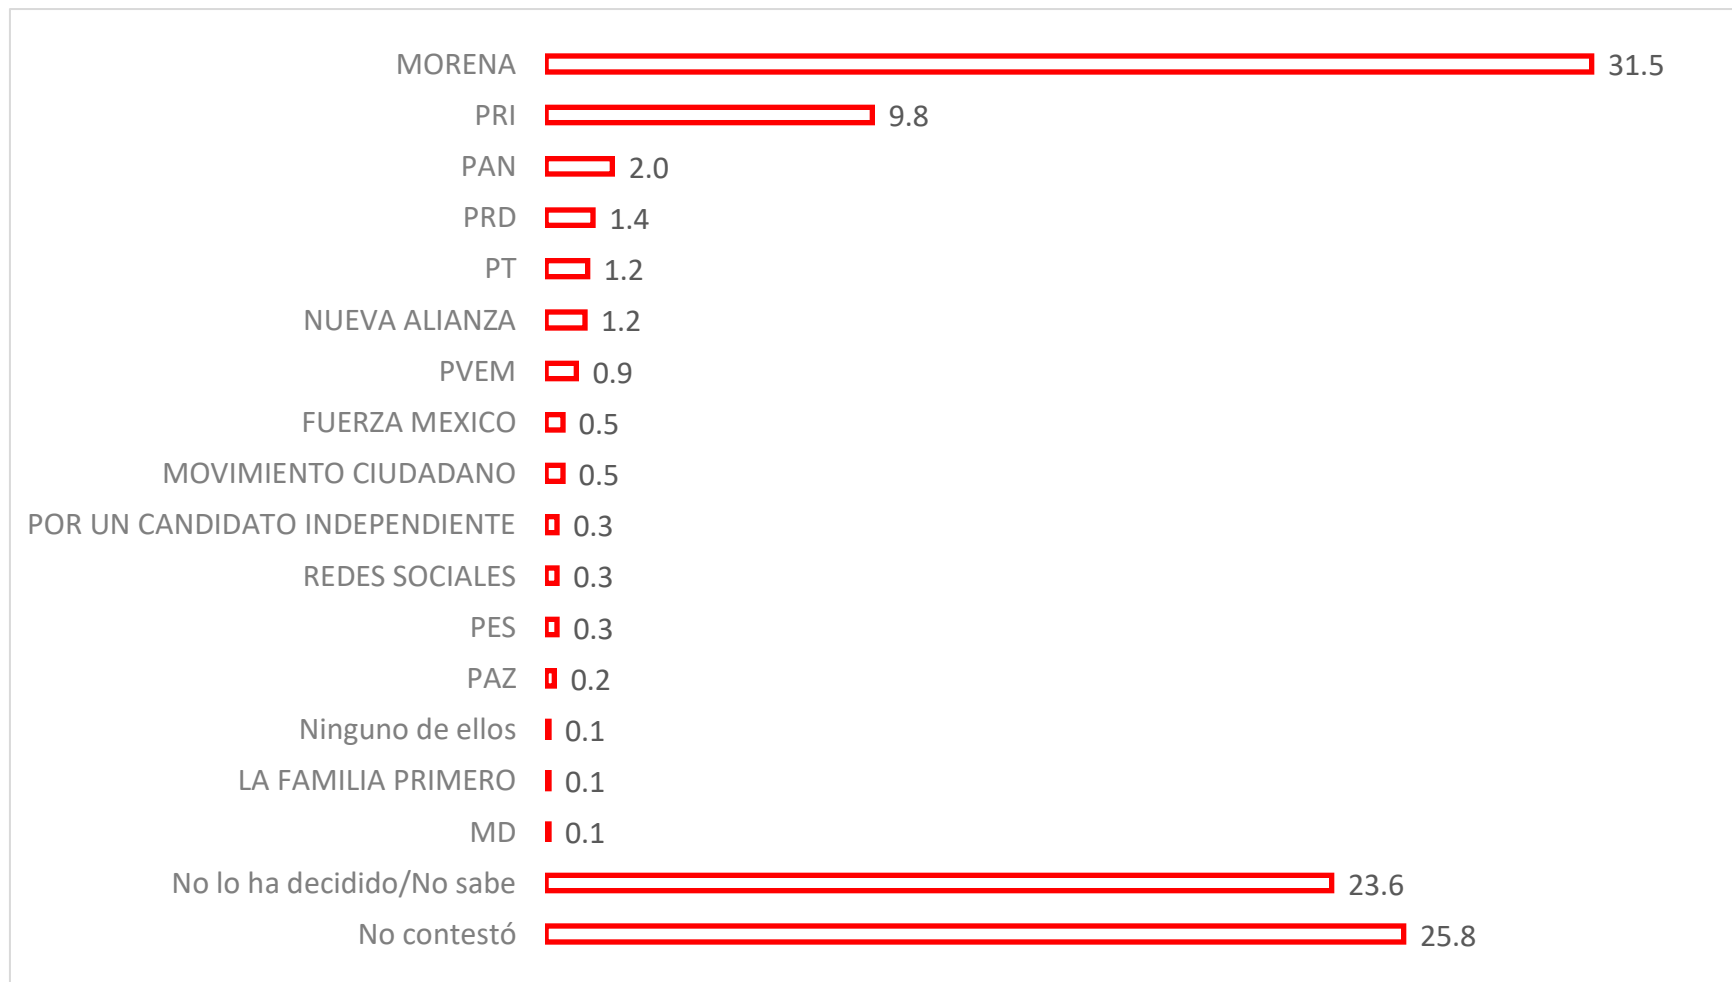 MORENA 31.5
PRI 9.8
PAN 2.0
PRD 1.4
PT 1.2
NUEVA ALIANZA 1.2
PVEM 0.9
FUERZA MEXICO 0.5
MOVIMIENTO CIUDADANO 0.5
POR UN CANDIDATO INDEPENDIENTE 0.3
REDES SOCIALES 0.3
PES 0.3
PAZ 0.2
Ninguno de ellos 0.1
LA FAMILIA PRIMERO 0.1
MD 0.1
No lo ha decidido/No sabe 23.6
No contestó 25.8